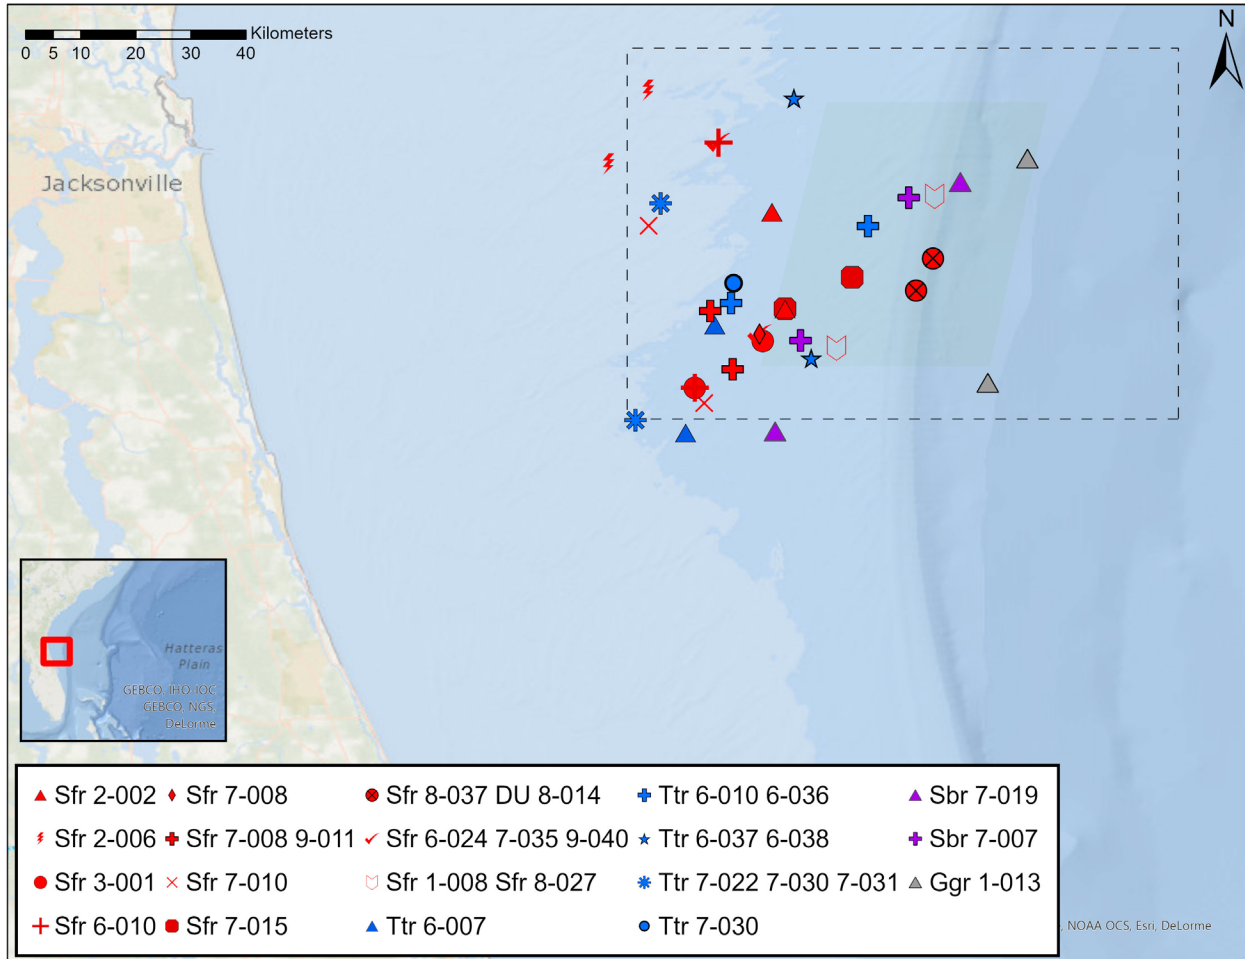 Kilometers
0 5 10 20 30 40
N
Jacksonville
Hatteras
Plain
GEBCO, IHO-IOC
GEBCO, NGS,
DeLorme
Sfr 2-002
Sfr 7-008
Sfr 8-037 DU 8-014
Ttr 6-010 6-036
Sbr 7-019
Sfr 2-006
Sfr 7-008 9-011
Sfr 6-024 7-035 9-040
Ttr 6-037 6-038
Sbr 7-007
Sfr 3-001
Sfr 7-010
Sfr 1-008 Sfr 8-027
Ttr 7-022 7-030 7-031
Ggr 1-013
Sfr 6-010
Sfr 7-015
Ttr 6-007
Ttr 7-030
, NOAA OCS, Esri, DeLorme